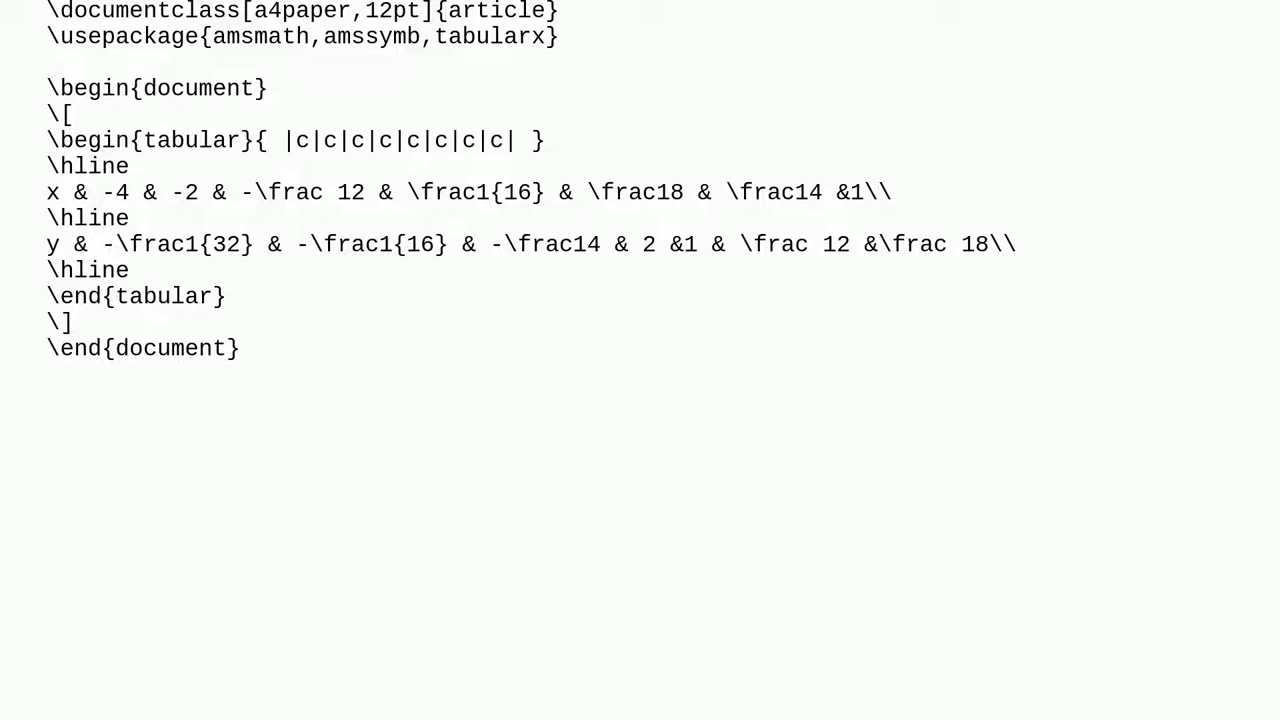 \documentclass[a4paper,12pt]{article}
\usepackage{amsmath,amssymb,tabularx}
\begin{document}
\[
\begin{tabular}{ |c|c|c|c|c|c|c|c| }
\hline
x & -4 & -2 & -\frac 12 & \frac1{16} & \frac18 & \frac14 &1\\
\hline
y & -\frac1{32} & -\frac1{16} & -\frac14 & 2 &1 & \frac 12 &\frac 18\\
\hline
\end{tabular}
\]
\end{document}